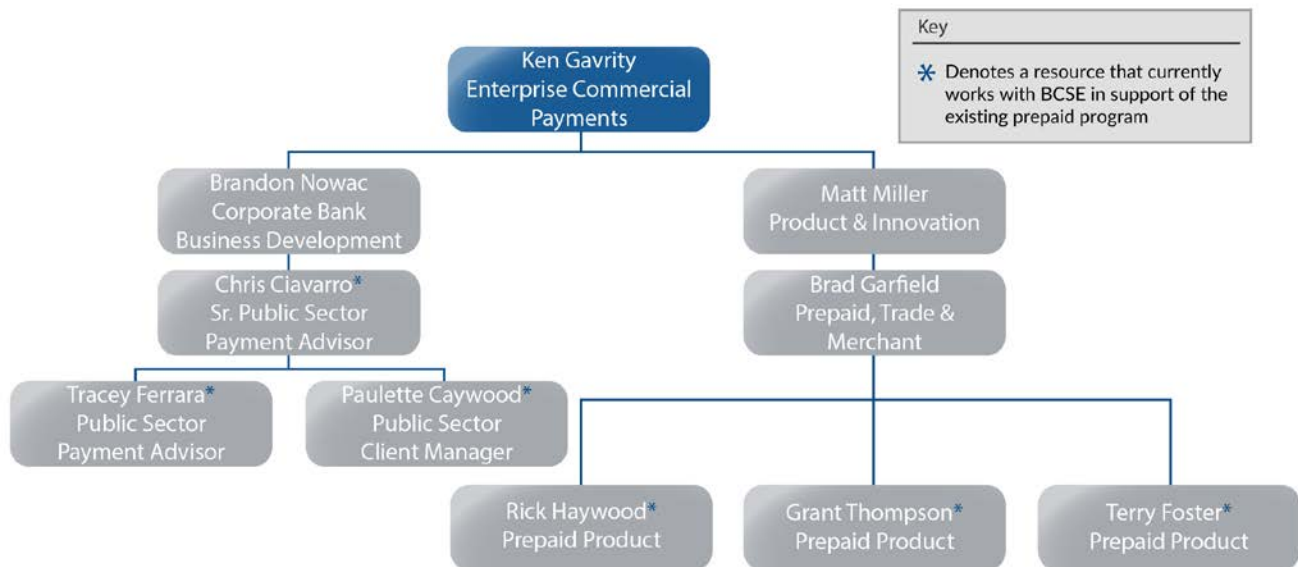 Key
* Denotes a resource that currently
works with BCSE in support of the
existing prepaid program
Ken Gavrity
Enterprise Commercial
Payments
Brandon Nowac
Corporate Bank
Business Development
Matt Miller
Product & Innovation
Chris Ciavarro*
Sr. Public Sector
Payment Advisor
Brad Garfield
Prepaid, Trade &
Merchant
Tracey Ferrara*
Public Sector
Payment Advisor
Paulette Caywood*
Public Sector
Client Manager
Rick Haywood*
Prepaid Product
Grant Thompson*
Prepaid Product
Terry Foster*
Prepaid Product